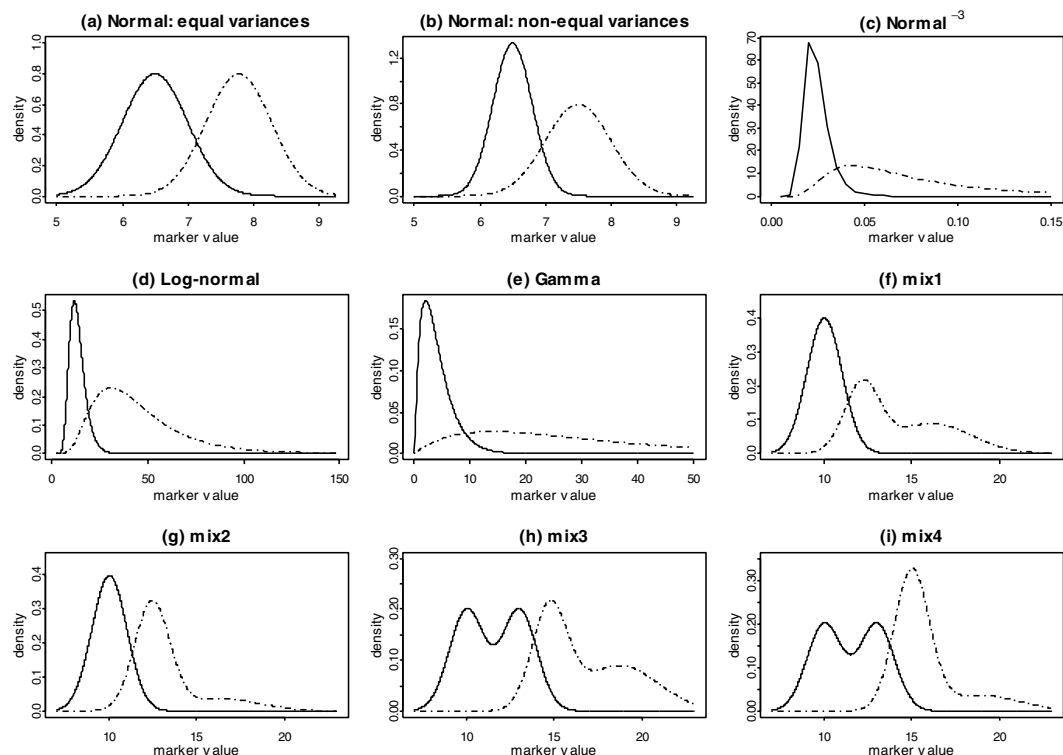 (a) Normal: equal variances
density
0.0 0.2 0.4 0.6 0.8 1.0
5 6 7 8 9
marker value
(b) Normal: non-equal variances
density
0.0 0.4 0.8 1.2
5 6 7 8 9
marker value
(c) Normal⁻³
density
0 10 20 30 40 50 60 70
0.00 0.05 0.10 0.15
marker value
(d) Log-normal
density
0.0 0.1 0.2 0.3 0.4 0.5
0 50 100 150
marker value
(e) Gamma
density
0.00 0.05 0.10 0.15
0 10 20 30 40 50
marker value
(f) mix1
density
0.0 0.1 0.2 0.3 0.4
10 15 20
marker value
(g) mix2
density
0.0 0.1 0.2 0.3 0.4
10 15 20
marker value
(h) mix3
density
0.00 0.10 0.20 0.30
10 15 20
marker value
(i) mix4
density
0.00 0.10 0.20 0.30
10 15 20
marker value